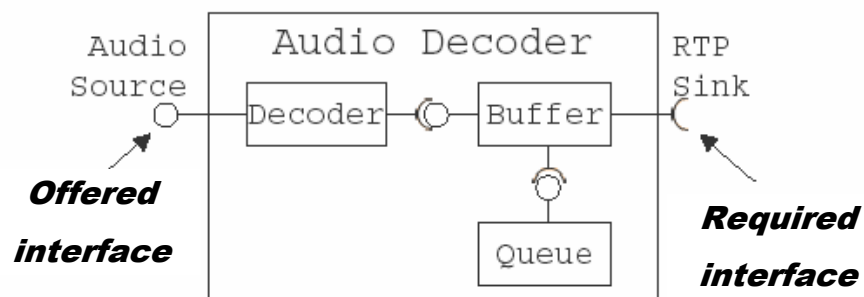 Audio Decoder
Audio
Source
RTP
Sink
Decoder
Buffer
Queue
Offered
interface
Required
interface